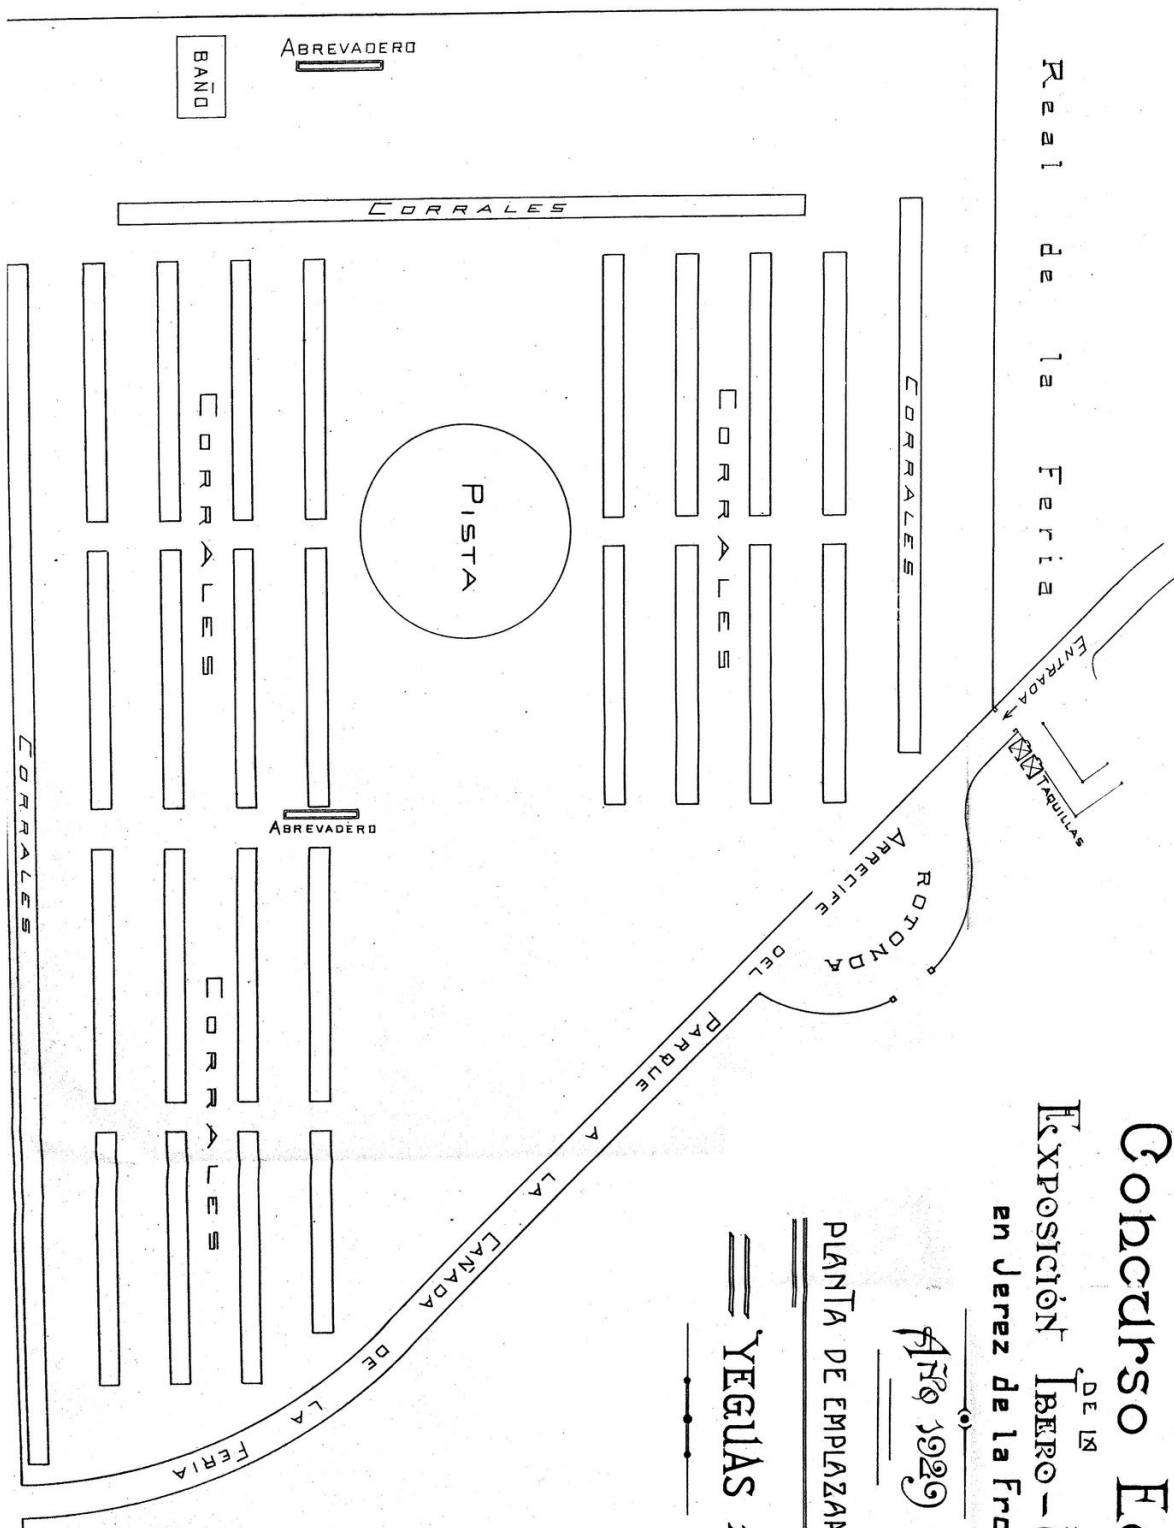 Concurso
EXPOSICIÓN DE LA IBERO-
en Jerez de la Fro
Año 1929
PLANTA DE EMPLAZAM
YEGUAS
Real de la Feria
ENTRADA
TAQUILLAS
ROTONDA
ARRECIFE DEL PARQUE A LA CAÑADA DE LA FERIA
CORRALES
CORRALES
CORRALES
PISTA
ABREVADERO
BAÑO
CORRALES
ABREVADERO
CORRALES
CORRALES